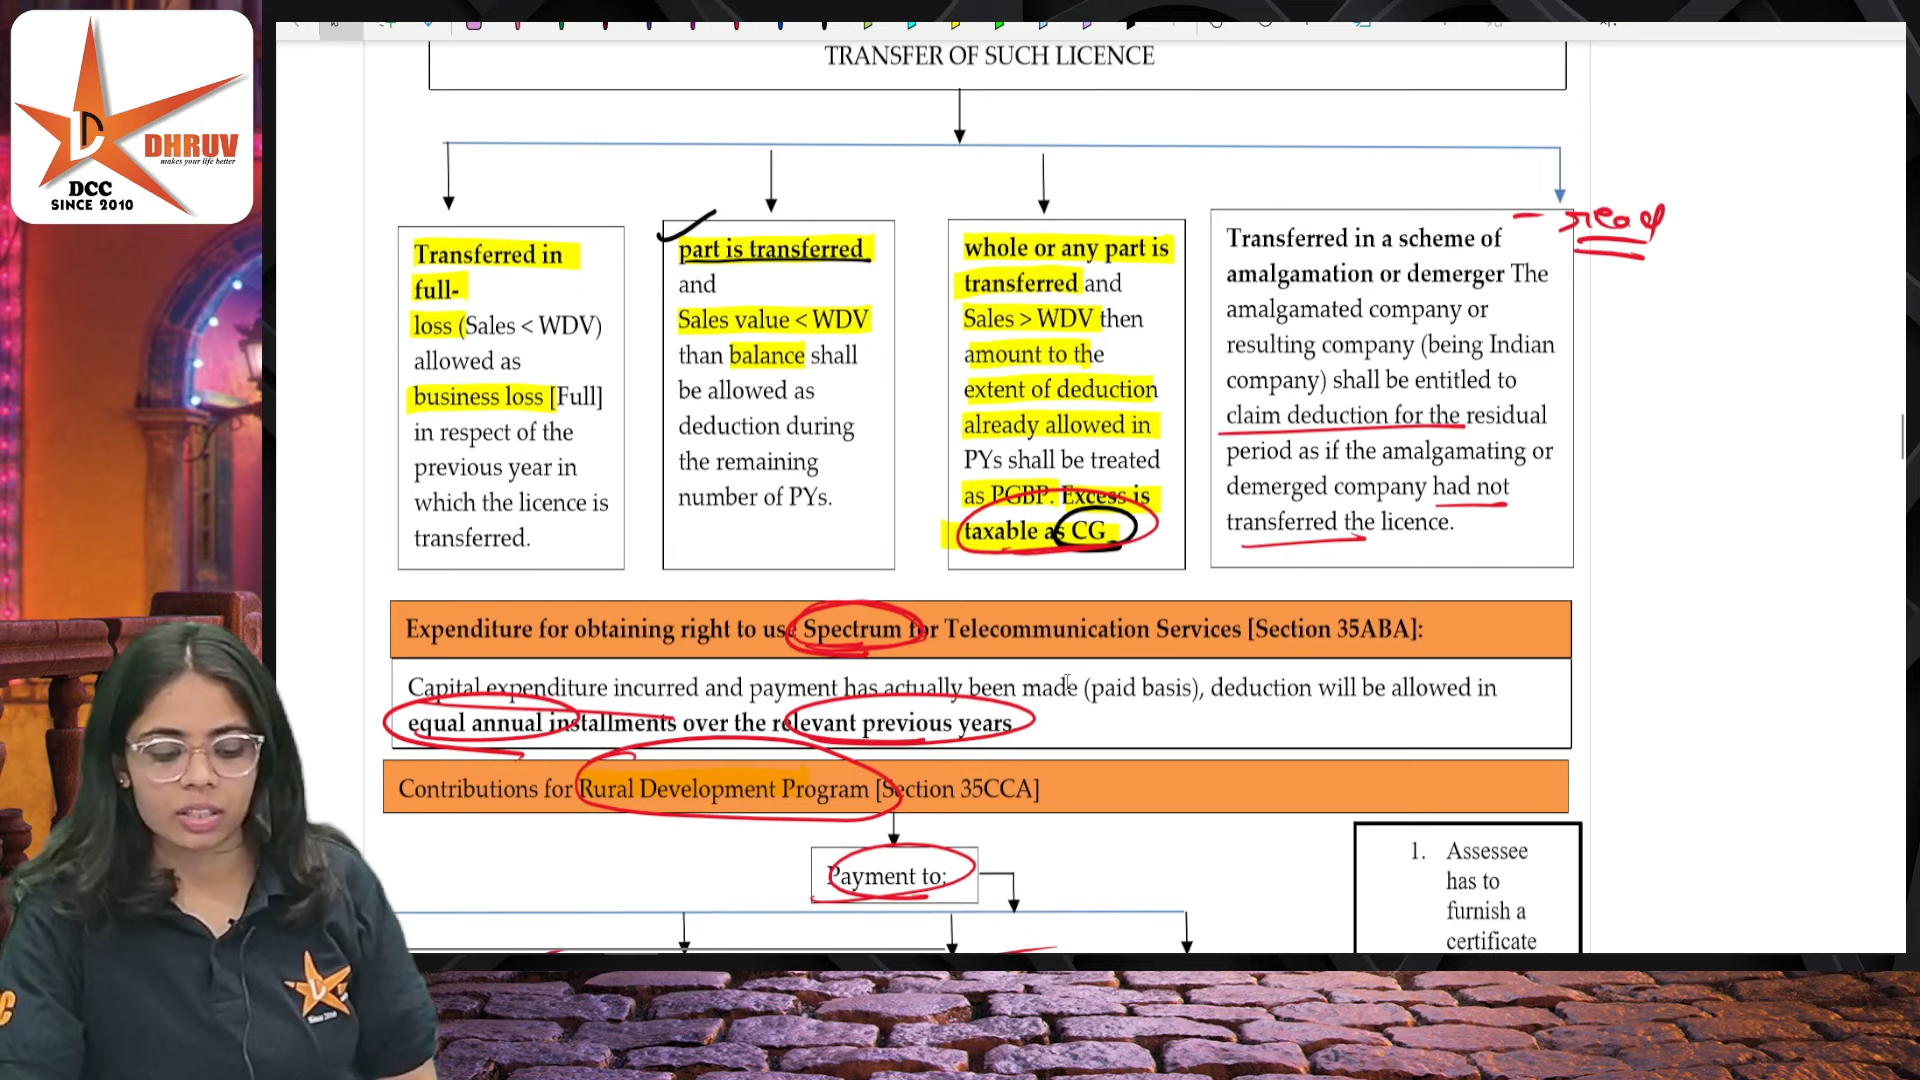 DHRUV
makes your life better
DCC
SINCE 2010
TRANSFER OF SUCH LICENCE
Transferred in
full-
loss (Sales < WDV)
allowed as
business loss [Full]
in respect of the
previous year in
which the licence is
transferred.
part is transferred
and
Sales value < WDV
than balance shall
be allowed as
deduction during
the remaining
number of PYs.
whole or any part is
transferred and
Sales > WDV then
amount to the
extent of deduction
already allowed in
PYs shall be treated
as PGBP. Excess is
taxable as CG
- read
Transferred in a scheme of
amalgamation or demerger The
amalgamated company or
resulting company (being Indian
company) shall be entitled to
claim deduction for the residual
period as if the amalgamating or
demerged company had not
transferred the licence.
Expenditure for obtaining right to use Spectrum for Telecommunication Services [Section 35ABA]:
Capital expenditure incurred and payment has actually been made (paid basis), deduction will be allowed in
equal annual installments over the relevant previous years
Contributions for Rural Development Program [Section 35CCA]
Payment to:
1. Assessee
has to
furnish a
certificate